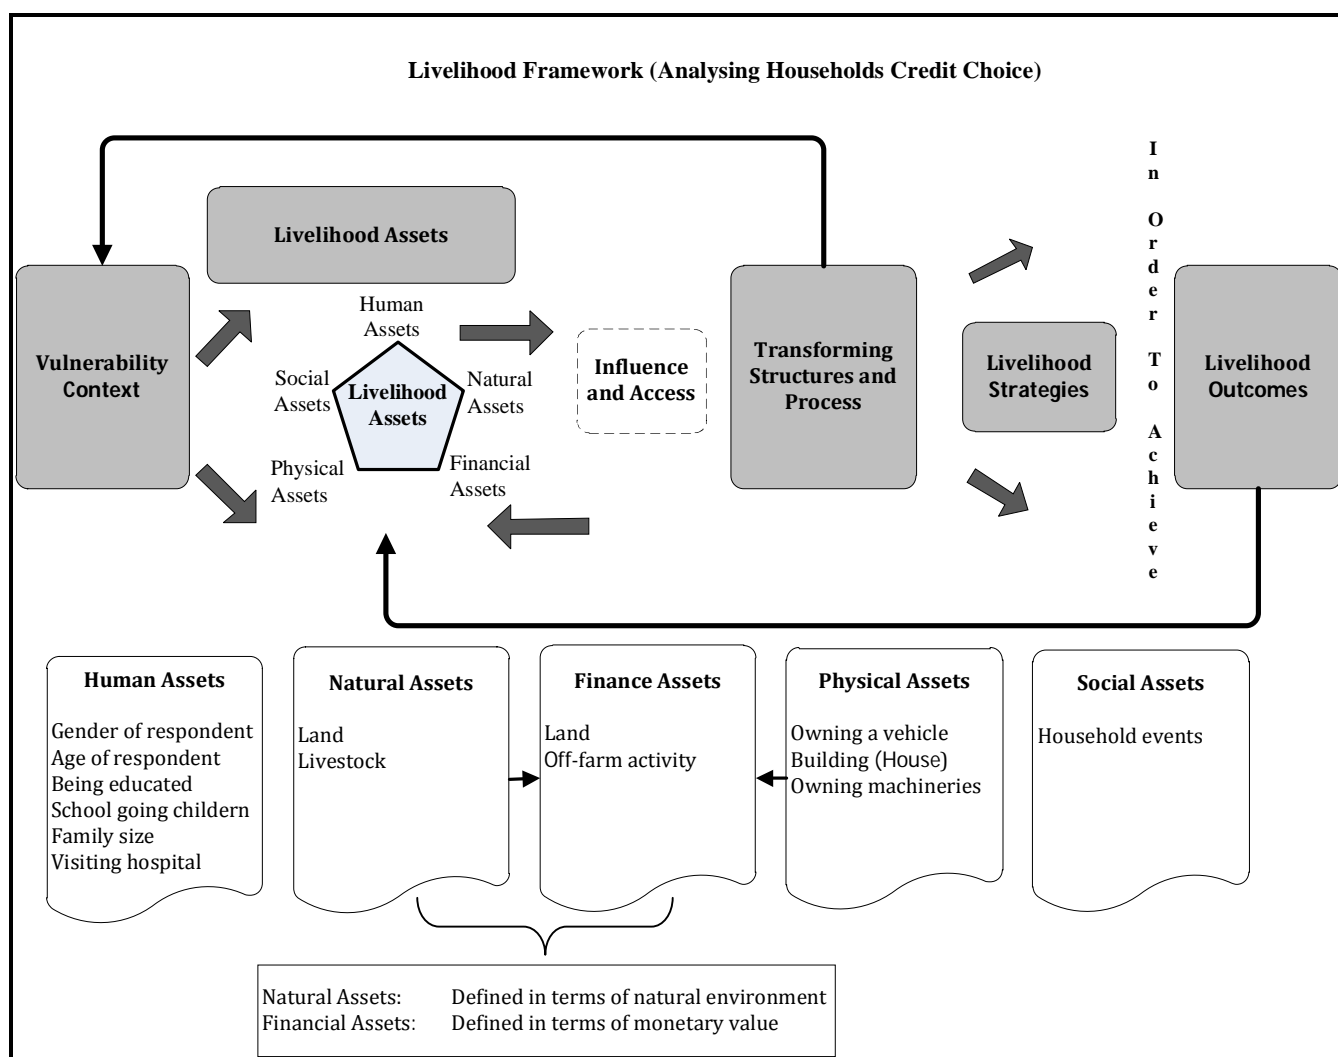 Livelihood Framework (Analysing Households Credit Choice)
Livelihood Assets
Vulnerability
Context
Human
Assets
Social
Assets
Livelihood
Assets
Natural
Assets
Physical
Assets
Financial
Assets
Influence
and Access
Transforming
Structures and
Process
Livelihood
Strategies
In Order To Achieve
Livelihood
Outcomes
Human Assets
Gender of respondent
Age of respondent
Being educated
School going childern
Family size
Visiting hospital
Natural Assets
Land
Livestock
Finance Assets
Land
Off-farm activity
Physical Assets
Owning a vehicle
Building (House)
Owning machineries
Social Assets
Household events
Natural Assets: Defined in terms of natural environment
Financial Assets: Defined in terms of monetary value